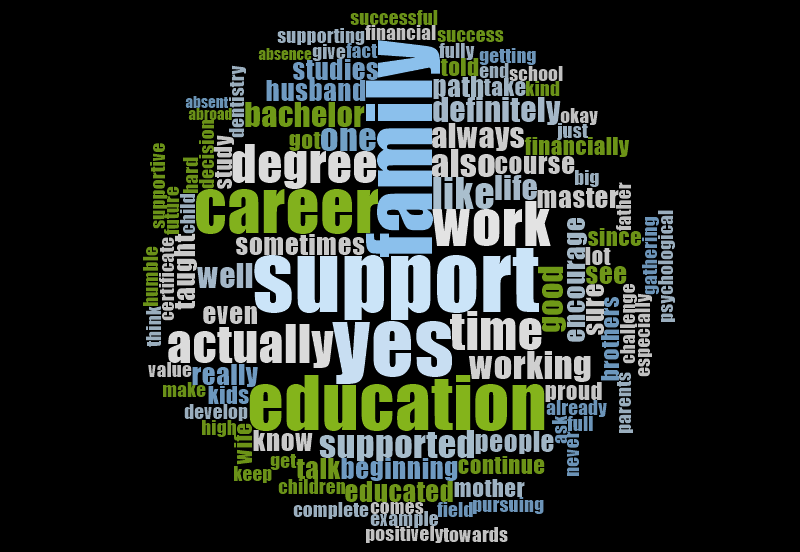 successful
supporting financial success
absence give fact family fully getting
studies told end school
husband path take kind
absent abroad dentistry bachelor definitely okay
got one always just financially
decision study degree also course big
supportive hard future child career like life master father
work
sometimes encourage since gathering psychological
humble certificate taught well support good see lot
think even sure brothers challenge especially
actually yes time
value really working parents
make kids education proud
develop already
high wife know supported people ask full never
keep get talk beginning continue
children educated mother
complete comes field pursuing
example
positively towards